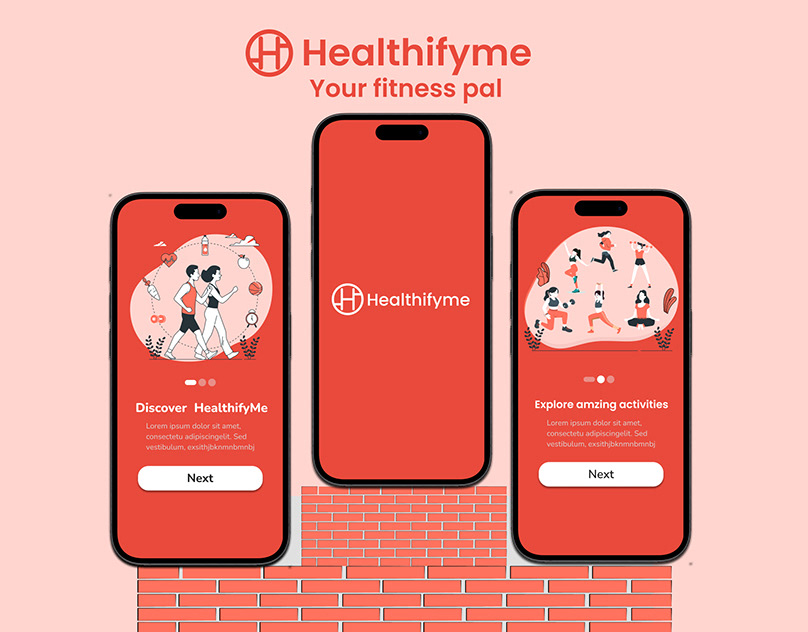 Healthifyme
Your fitness pal
Discover HealthifyMe
Lorem ipsum dolor sit amet,
consectetu adipiscingelit. Sed
vestibulum, exsithjbknmnbmnbj
Next
Healthifyme
Explore amzing activities
Lorem ipsum dolor sit amet,
consectetu adipiscingelit. Sed
vestibulum, exsithjbknmnbmnbj
Next